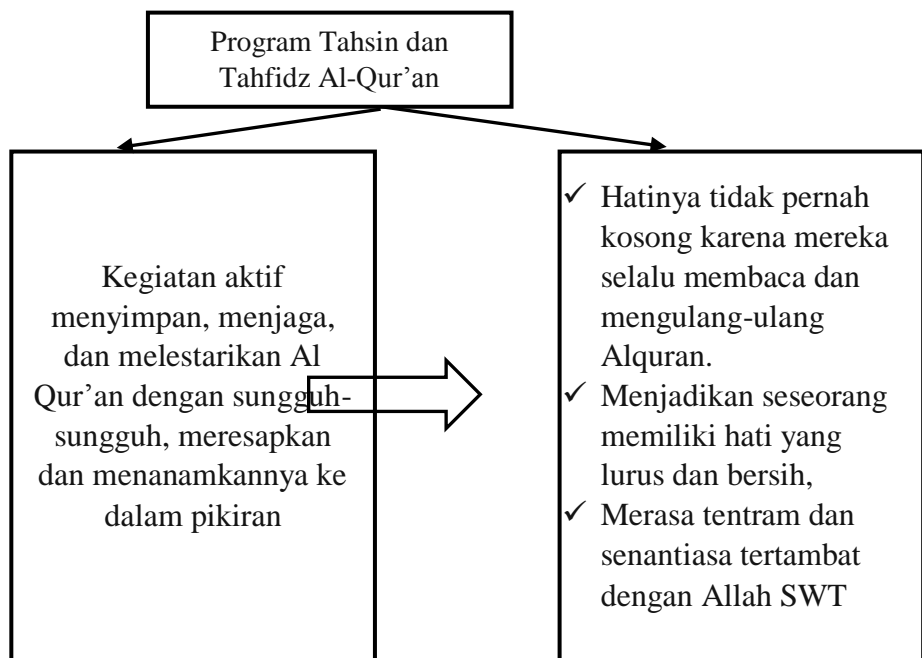 Program Tahsin dan
Tahfidz Al-Qur’an
Kegiatan aktif
menyimpan, menjaga,
dan melestarikan Al
Qur’an dengan sungguh-
sungguh, meresapkan
dan menanamkannya ke
dalam pikiran
✓ Hatinya tidak pernah
kosong karena mereka
selalu membaca dan
mengulang-ulang
Alquran.
✓ Menjadikan seseorang
memiliki hati yang
lurus dan bersih,
✓ Merasa tentram dan
senantiasa tertambat
dengan Allah SWT